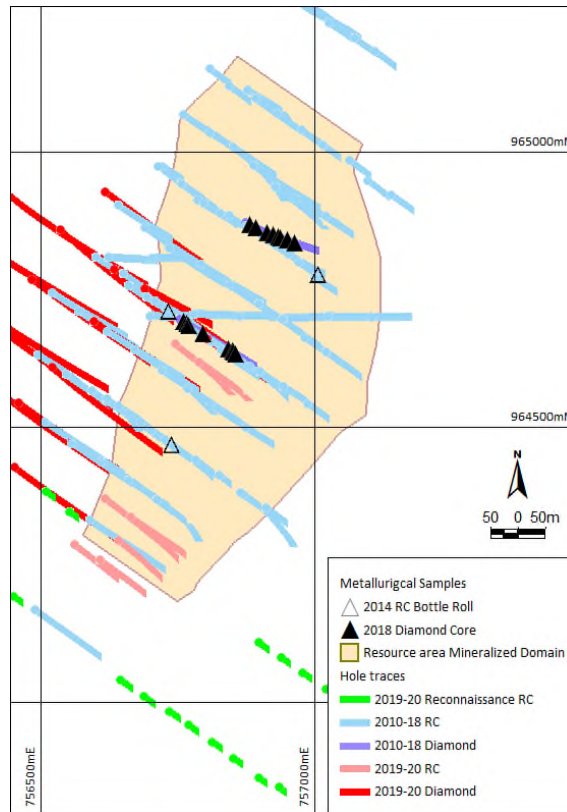 965000mN
964500mN
N
50 0 50m
Metallurigcal Samples
2014 RC Bottle Roll
2018 Diamond Core
Resource area Mineralized Domain
Hole traces
2019-20 Reconnaissance RC
2010-18 RC
2010-18 Diamond
2019-20 RC
2019-20 Diamond
756500mE
757000mE